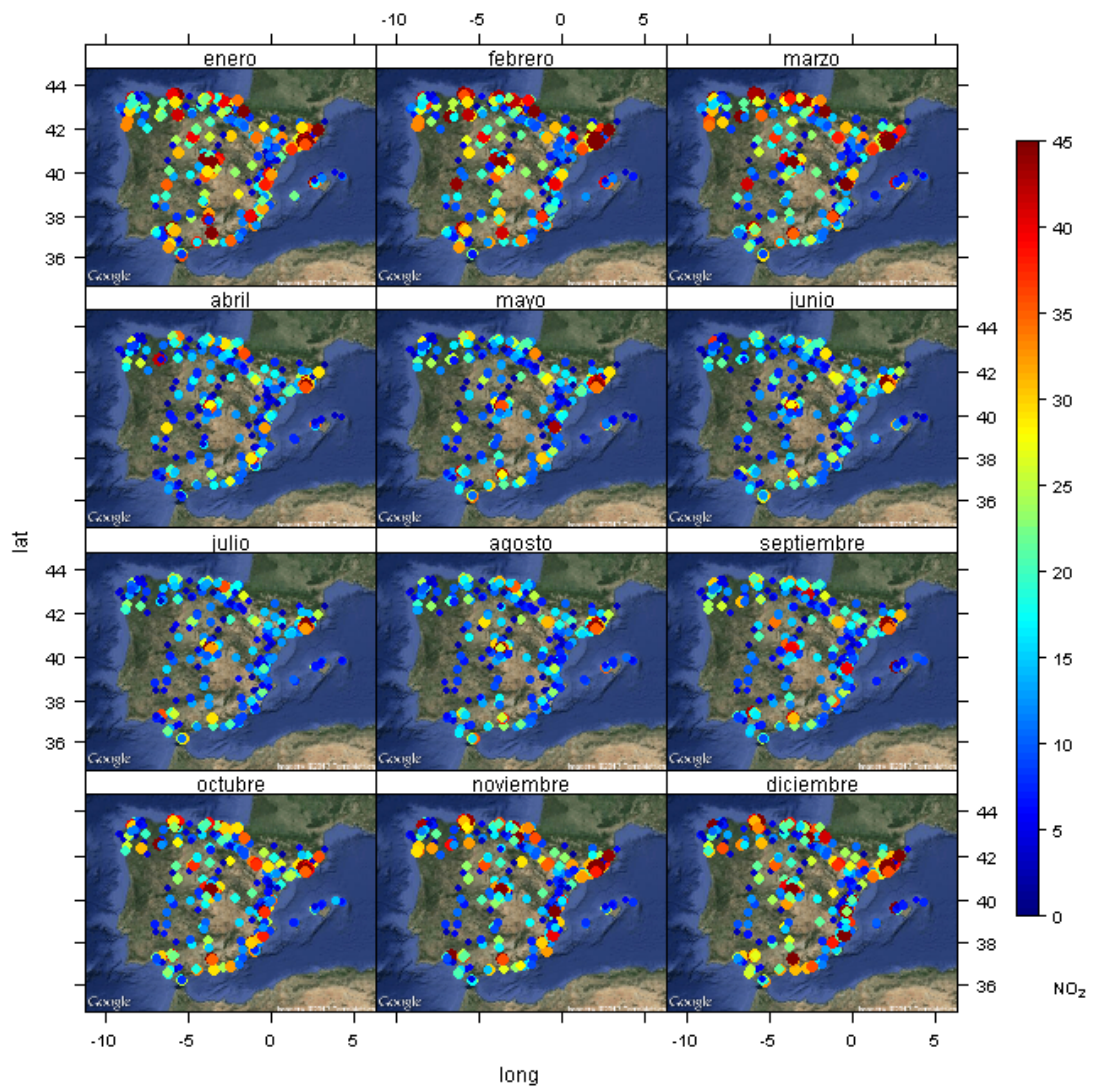 -10 -5 0 5
enero febrero marzo
44
42
40
38
36
Google
abril mayo junio
44
42
40
38
36
Google Google Google
julio agosto septiembre
44
42
40
38
36
Google Google Google
octubre noviembre diciembre
44
42
40
38
36
Google Google Google
-10 -5 0 5 -10 -5 0 5
long
lat
45
40
35
30
25
20
15
10
5
0
NO₂